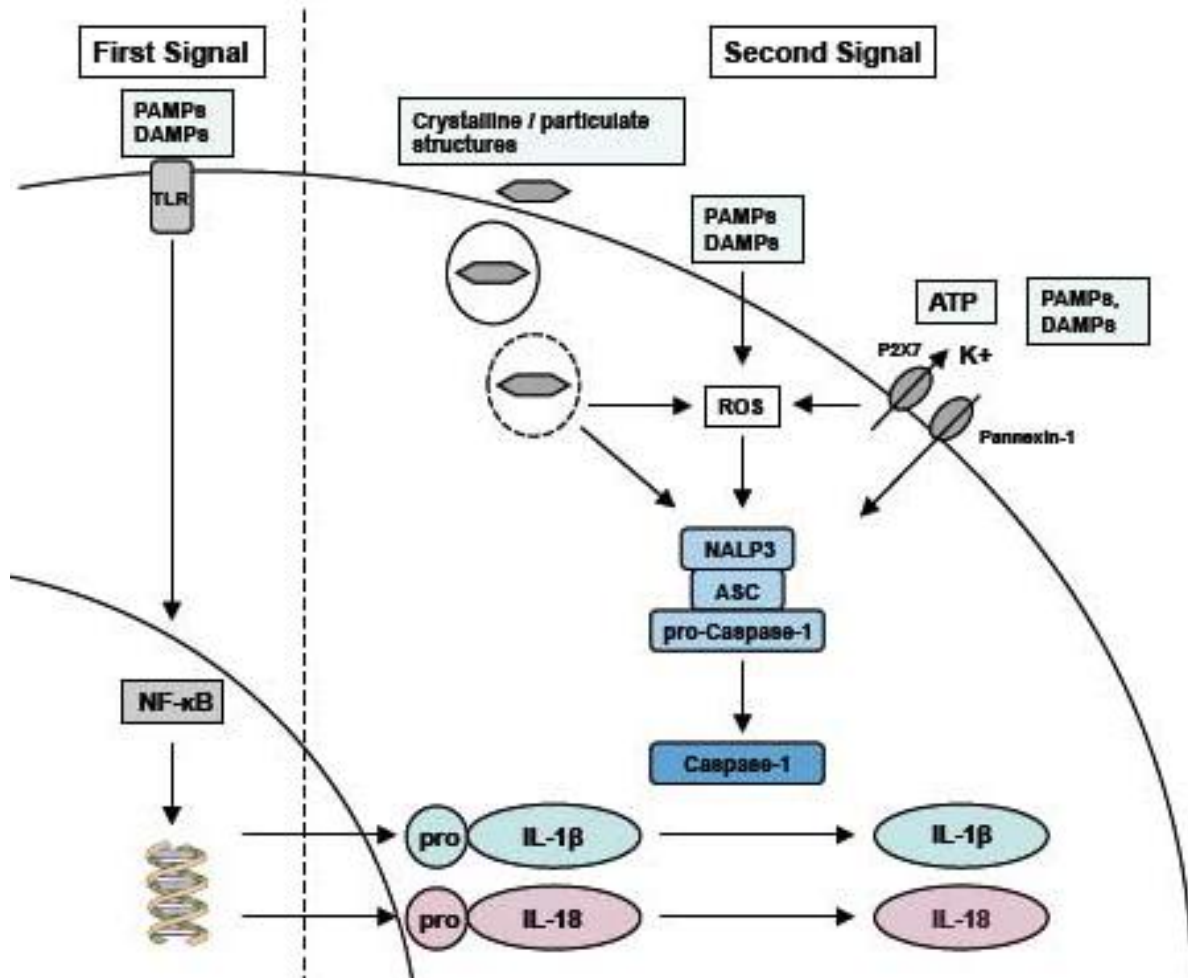 First Signal
Second Signal
PAMPs
DAMPs
TLR
Crystalline / particulate
structures
PAMPs
DAMPs
ATP
PAMPs,
DAMPs
P2X7
K+
ROS
Pannexin-1
NALP3
ASC
pro-Caspase-1
NF-κB
Caspase-1
pro IL-1β
IL-1β
pro IL-18
IL-18